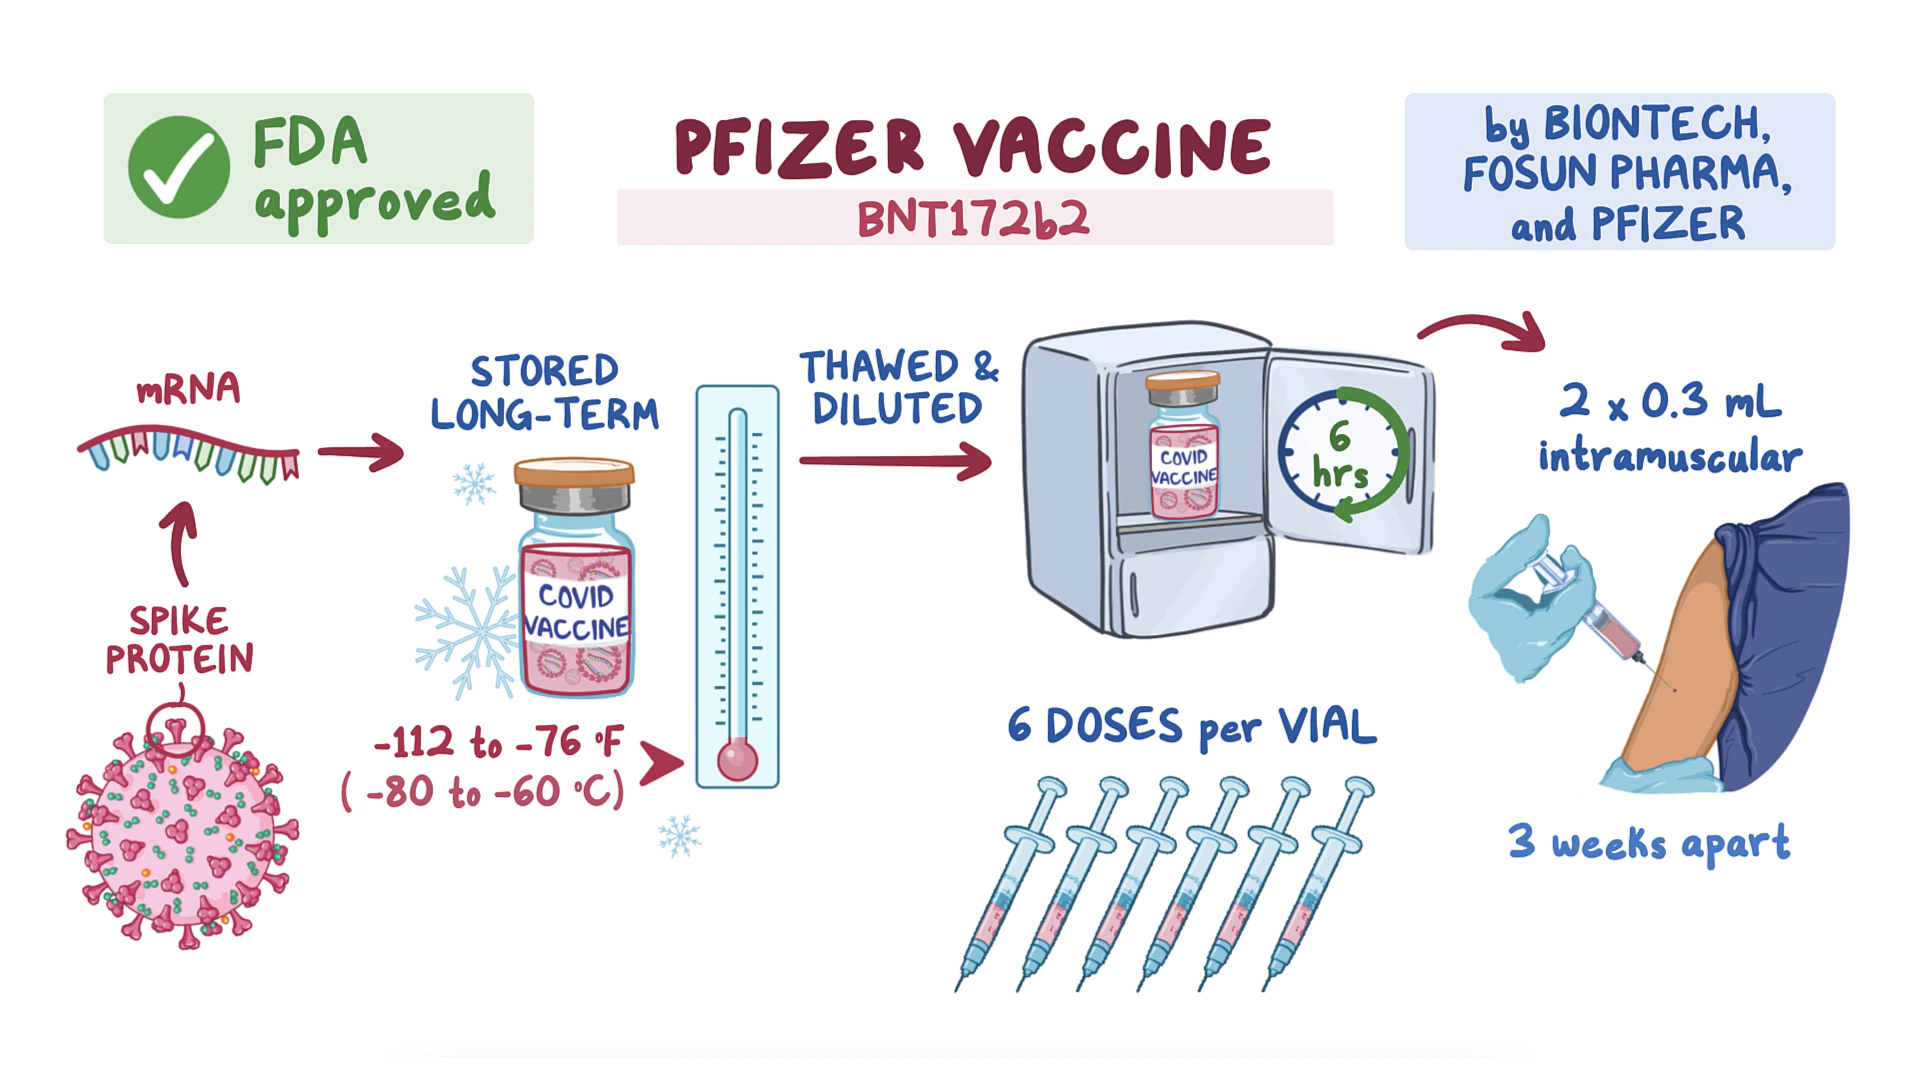 FDA
approved
PFIZER VACCINE
BNT172b2
by BIONTECH,
FOSUN PHARMA,
and PFIZER
mRNA
SPIKE
PROTEIN
STORED
LONG-TERM
COVID
VACCINE
-112 to -76 °F
(-80 to -60 °C)
THAWED &
DILUTED
COVID
VACCINE
6
hrs
6 DOSES per VIAL
2 x 0.3 mL
intramuscular
3 weeks apart